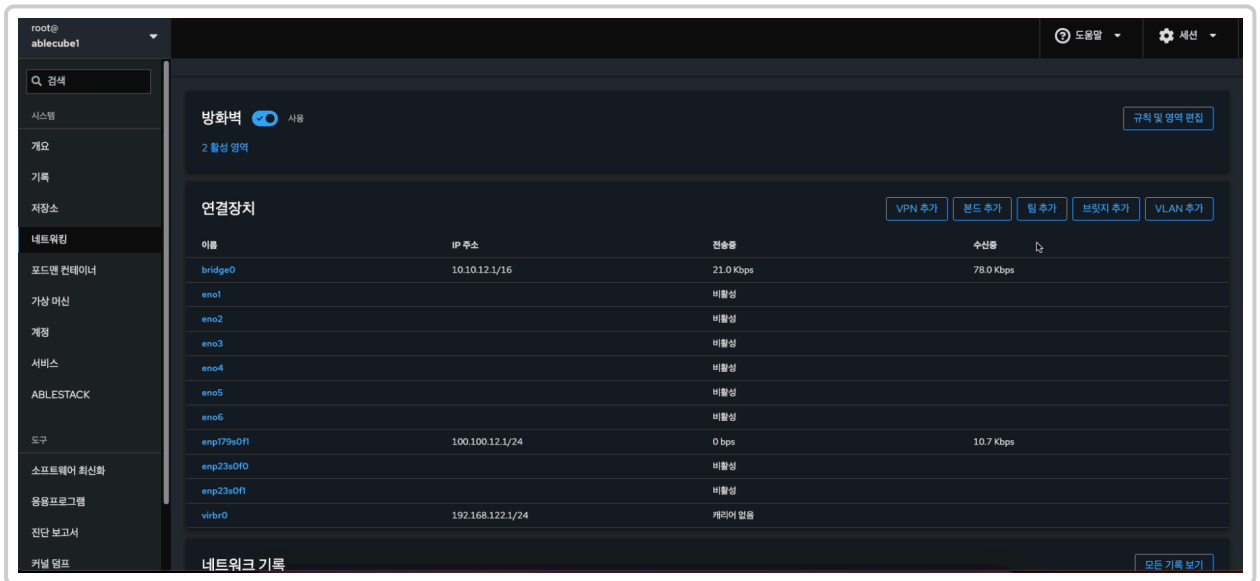 root@
ablecube1
도움말
세션
검색
시스템
개요
기록
저장소
네트워킹
포드맨 컨테이너
가상 머신
계정
서비스
ABLESTACK
도구
소프트웨어 최신화
응용프로그램
진단 보고서
커널 덤프
방화벽 사용
규칙 및 영역 편집
2 활성 영역
연결장치
VPN 추가 본드 추가 팀 추가 브릿지 추가 VLAN 추가
이름 IP 주소 전송중 수신중
bridge0 10.10.12.1/16 21.0 Kbps 78.0 Kbps
eno1 비활성
eno2 비활성
eno3 비활성
eno4 비활성
eno5 비활성
eno6 비활성
enp179s0f1 100.100.12.1/24 0 bps 10.7 Kbps
enp23s0f0 비활성
enp23s0f1 비활성
virbr0 192.168.122.1/24 캐리어 없음
네트워크 기록
모든 기록 보기